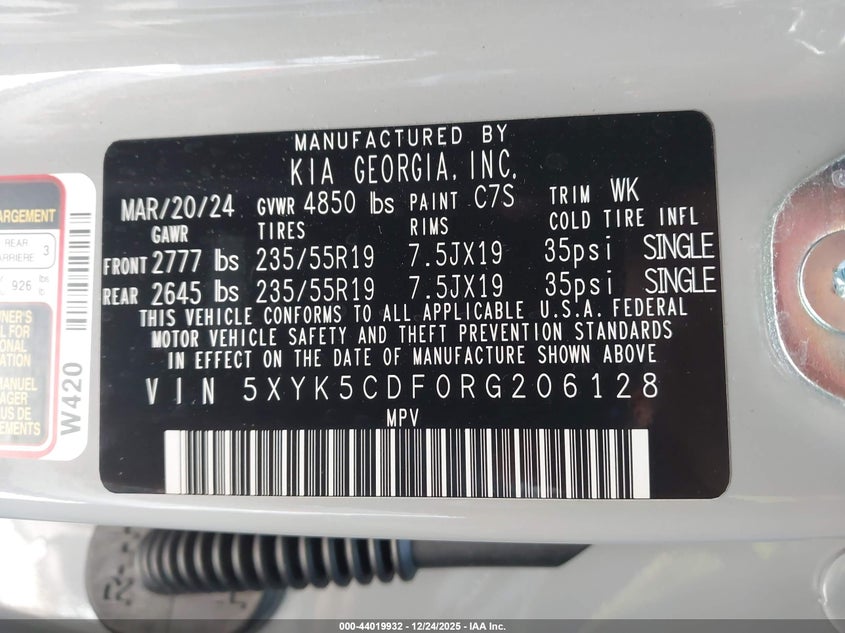 MANUFACTURED BY
KIA GEORGIA, INC.
MAR/20/24 GVWR 4850 lbs PAINT C7S TRIM WK
GAWR TIRES RIMS COLD TIRE INFL
FRONT 2777 lbs 235/55R19 7.5JX19 35psi SINGLE
REAR 2645 lbs 235/55R19 7.5JX19 35psi SINGLE
THIS VEHICLE CONFORMS TO ALL APPLICABLE U.S.A. FEDERAL
MOTOR VEHICLE SAFETY AND THEFT PREVENTION STANDARDS
IN EFFECT ON THE DATE OF MANUFACTURE SHOWN ABOVE
VIN 5XYK5CDF0RG206128
MPV
REAR 3
926 lbs
W420
MANUEL
000-44019932 - 12/24/2025 - IAA Inc.